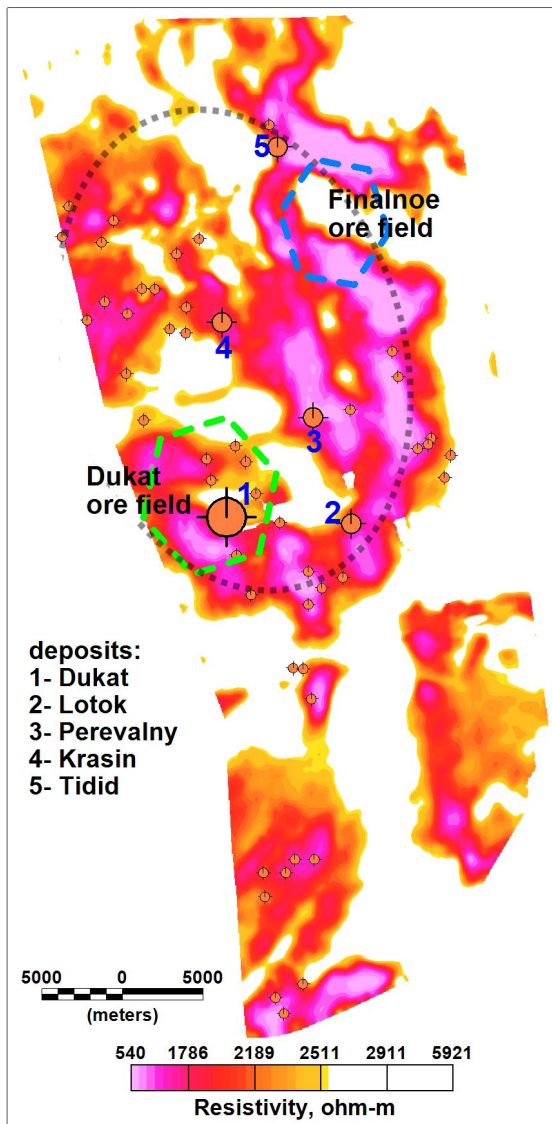 5
Finalnoe
ore field
4
3
Dukat
ore field
1
2
deposits:
1- Dukat
2- Lotok
3- Perevalny
4- Krasin
5- Tidid
5000 0 5000
(meters)
540 1786 2189 2511 2911 5921
Resistivity, ohm-m